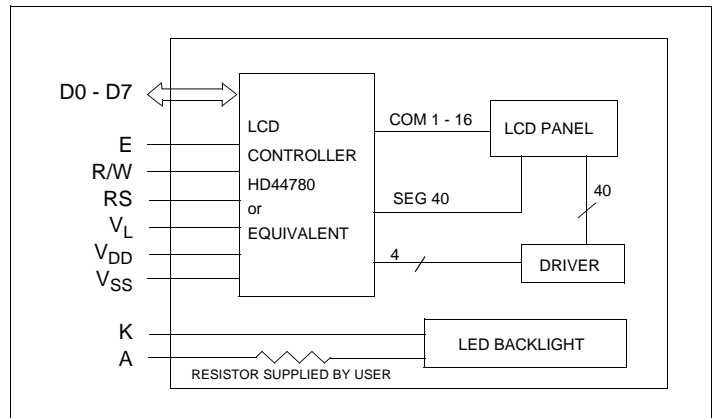 D0 - D7
E
R/W
RS
VL
VDD
VSS
K
A
LCD
CONTROLLER
HD44780
or
EQUIVALENT
COM 1 - 16
LCD PANEL
SEG 40
40
4
DRIVER
LED BACKLIGHT
RESISTOR SUPPLIED BY USER